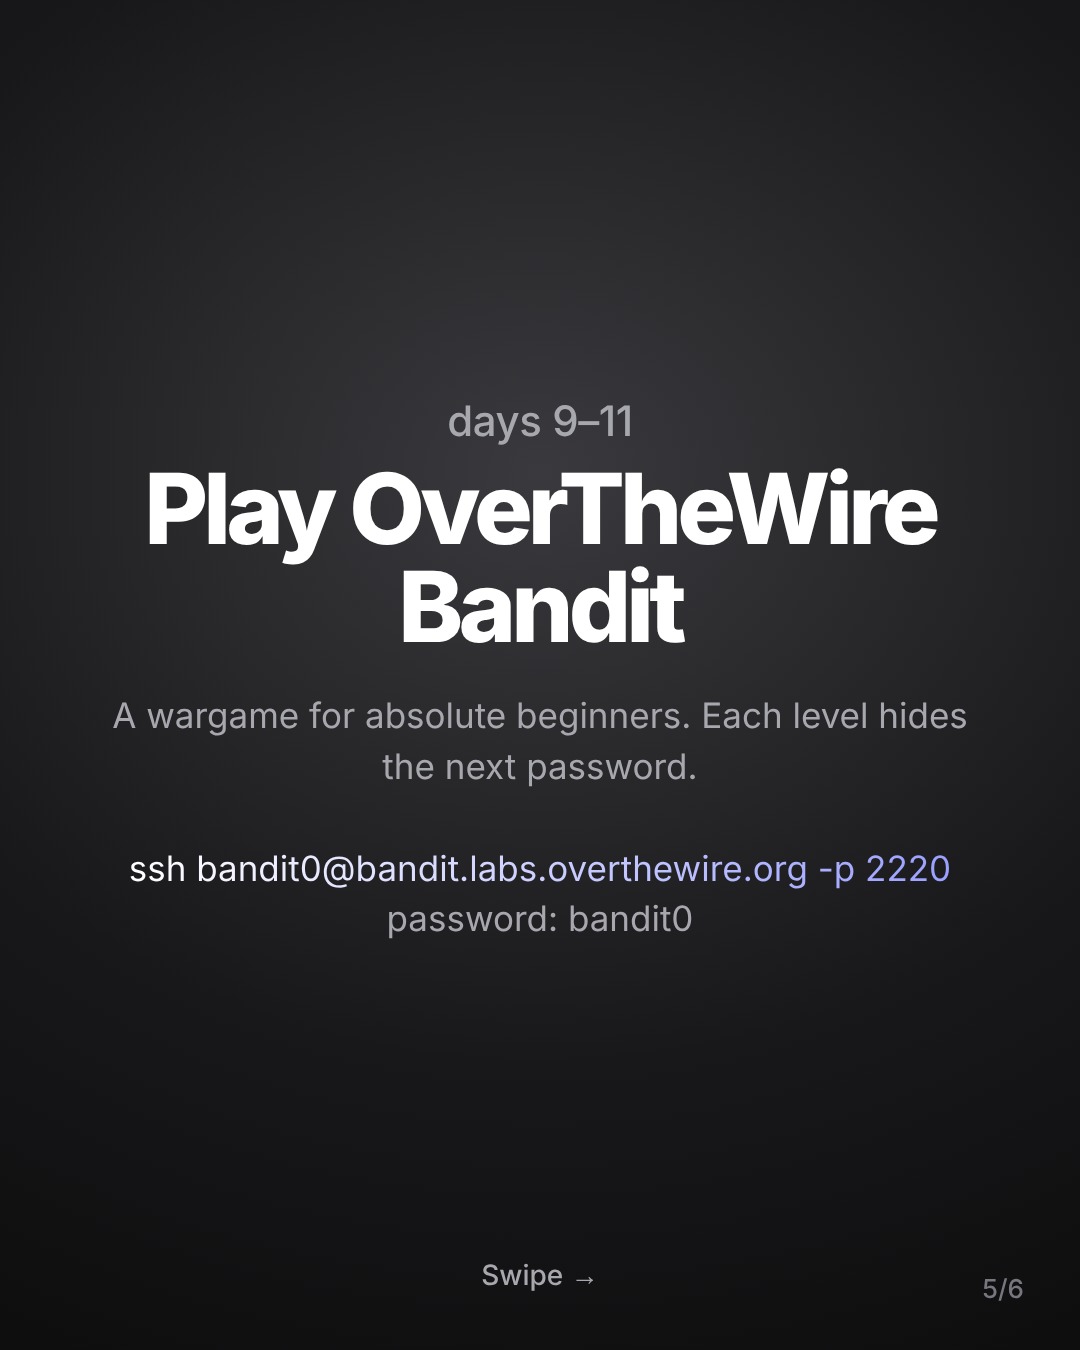 days 9–11
Play OverTheWire
Bandit
A wargame for absolute beginners. Each level hides
the next password.
ssh bandit0@bandit.labs.overthewire.org -p 2220
password: bandit0
Swipe →
5/6